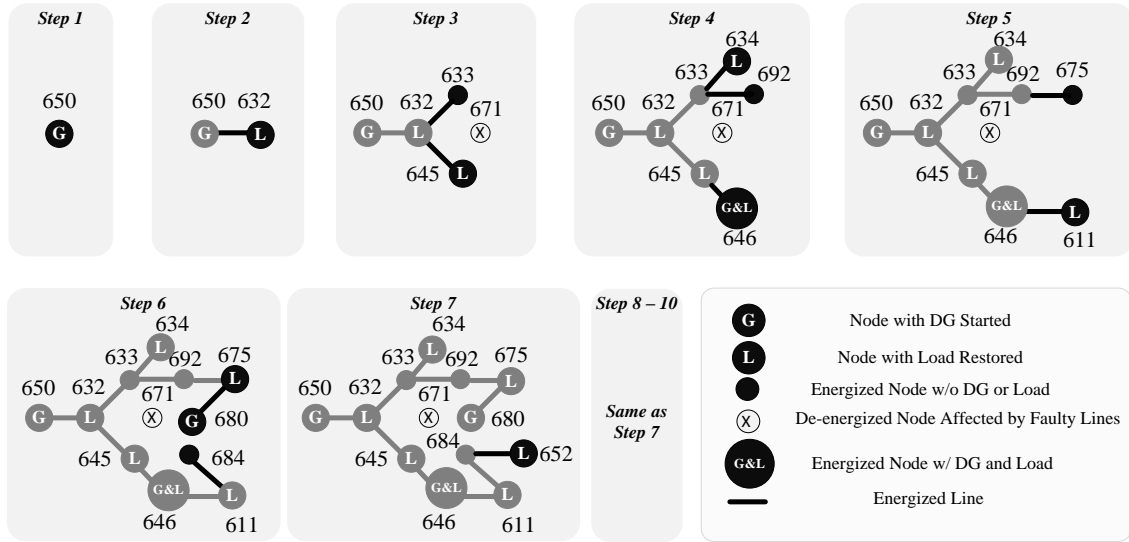 Step 1
650
G
Step 2
650 632
G L
Step 3
633
650 632 671
G L X
645 L
Step 4
634
L
633 692
650 632 671
G L X
645 L
G&L
646
Step 5
634
L
633 692 675
650 632 671
G L X
645 L
G&L L
646 611
Step 6
634
L
633 692 675
L
650 632 671
G L X G
680
645 L 684
G&L L
646 611
Step 7
634
L
633 692 675
L
650 632 671
G L X G
680
684
645 L L 652
G&L L
646 611
Step 8 – 10
Same as
Step 7
G Node with DG Started
L Node with Load Restored
Energized Node w/o DG or Load
X De-energized Node Affected by Faulty Lines
G&L Energized Node w/ DG and Load
Energized Line